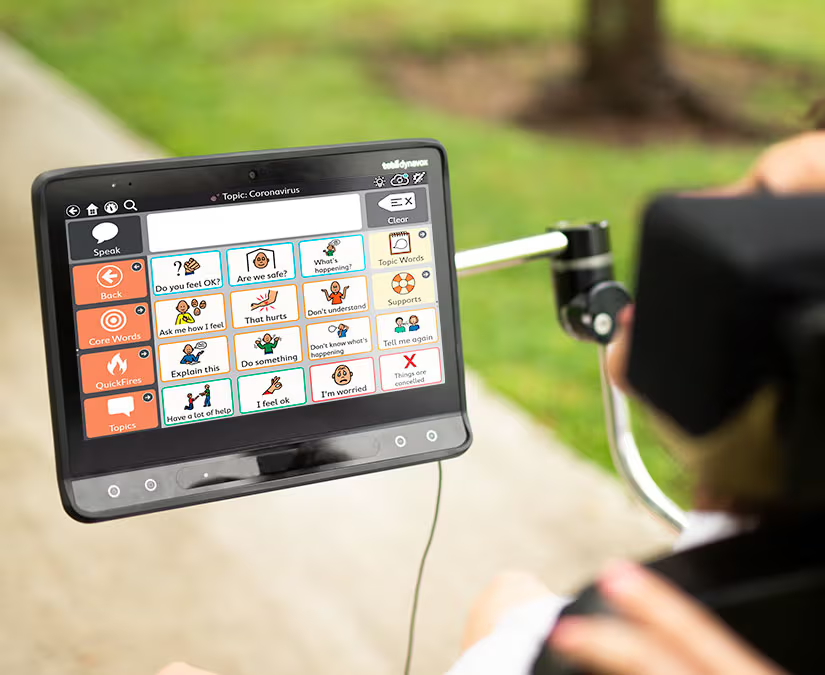 tobii dynavox
Topic: Coronavirus
Speak
Clear
Back
Do you feel OK?
Are we safe?
What's
happening?
Topic Words
Core Words
Ask me how I feel
That hurts
Don't understand
Supports
QuickFires
Explain this
Do something
Don't know what's
happening
Tell me again
Topics
Have a lot of help
I feel ok
I'm worried
Things are
cancelled